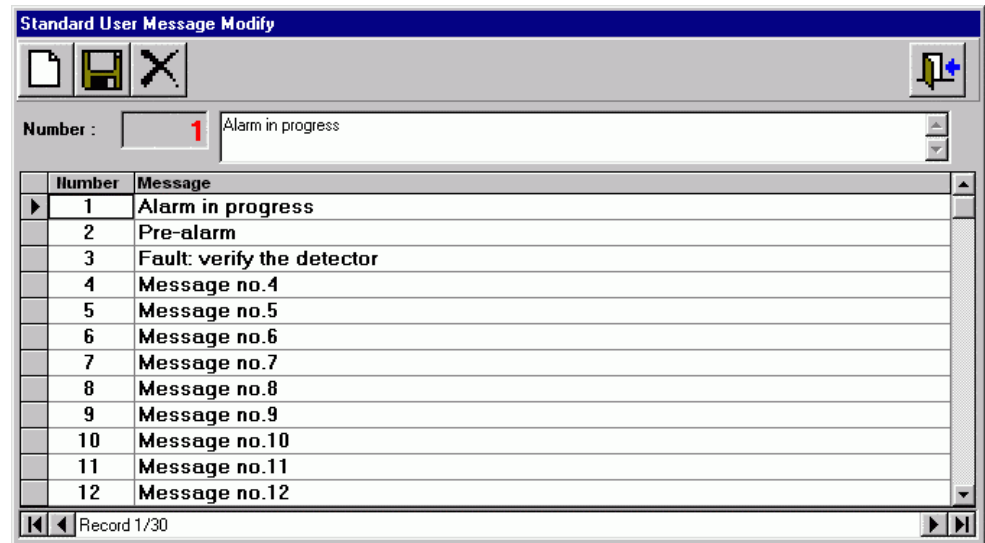 Standard User Message Modify
Number : 1 Alarm in progress
Number Message
1 Alarm in progress
2 Pre-alarm
3 Fault: verify the detector
4 Message no.4
5 Message no.5
6 Message no.6
7 Message no.7
8 Message no.8
9 Message no.9
10 Message no.10
11 Message no.11
12 Message no.12
Record 1/30